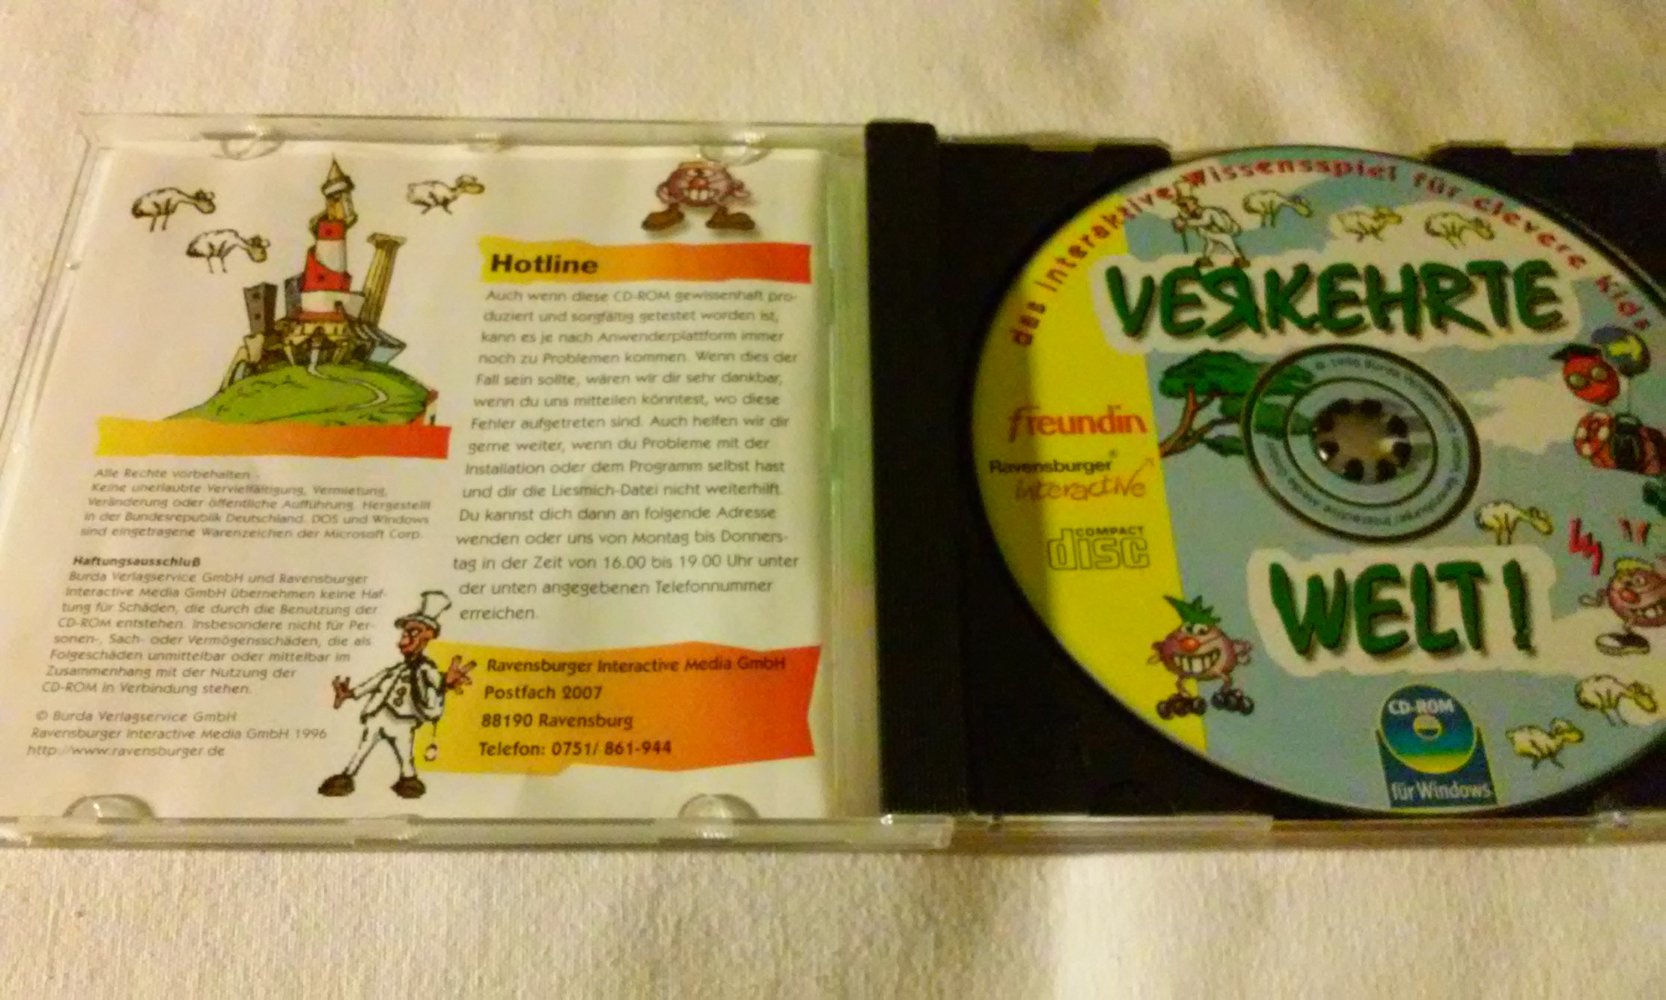 Alle Rechte vorbehalten -
Keine unerlaubte Vervielfältigung, Vermietung,
Veränderung oder öffentliche Aufführung. Hergestellt
in der Bundesrepublik Deutschland. DOS und Windows
sind eingetragene Warenzeichen der Microsoft Corp.
Haftungsausschluß
Burda Verlagservice GmbH und Ravensburger
Interactive Media GmbH übernehmen keine Haf-
tung für Schäden, die durch die Benutzung der
CD-ROM entstehen. Insbesondere nicht für Per-
sonen-, Sach- oder Vermögensschäden, die als
Folgeschäden unmittelbar oder mittelbar im
Zusammenhang mit der Nutzung der
CD-ROM in Verbindung stehen.
© Burda Verlagservice GmbH
Ravensburger Interactive Media GmbH 1996
http://www.ravensburger.de
Hotline
Auch wenn diese CD-ROM gewissenhaft pro-
duziert und sorgfältig getestet worden ist,
kann es je nach Anwenderplattform immer
noch zu Problemen kommen. Wenn dies der
Fall sein sollte, wären wir dir sehr dankbar,
wenn du uns mitteilen könntest, wo diese
Fehler aufgetreten sind. Auch helfen wir dir
gerne weiter, wenn du Probleme mit der
Installation oder dem Programm selbst hast
und dir die Liesmich-Datei nicht weiterhilft.
Du kannst dich dann an folgende Adresse
wenden oder uns von Montag bis Donners-
tag in der Zeit von 16.00 bis 19.00 Uhr unter
der unten angegebenen Telefonnummer
erreichen.
Ravensburger Interactive Media GmbH
Postfach 2007
88190 Ravensburg
Telefon: 0751/ 861-944
das interaktive Wissensspiel für clevere Kids
VERKEHRTE
WELT!
freundin
Ravensburger®
interactive
COMPACT
disc
CD-ROM
für Windows